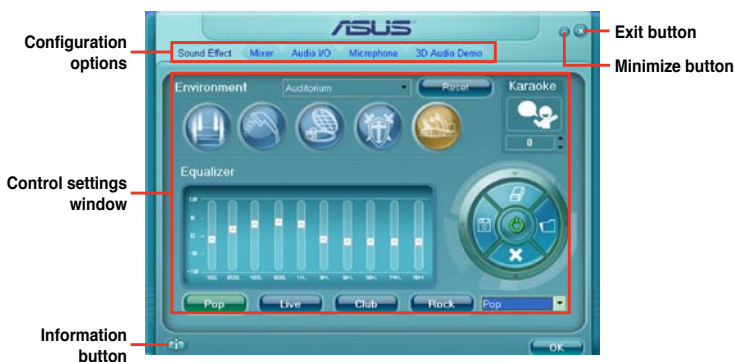 ASUS
Configuration options
Exit button
Minimize button
Sound Effect Mixer Audio I/O Microphone 3D Audio Demo
Environment Auditorium Reset Karaoke
0
Control settings window
Equalizer
Pop Live Club Rock Pop
Information button
OK